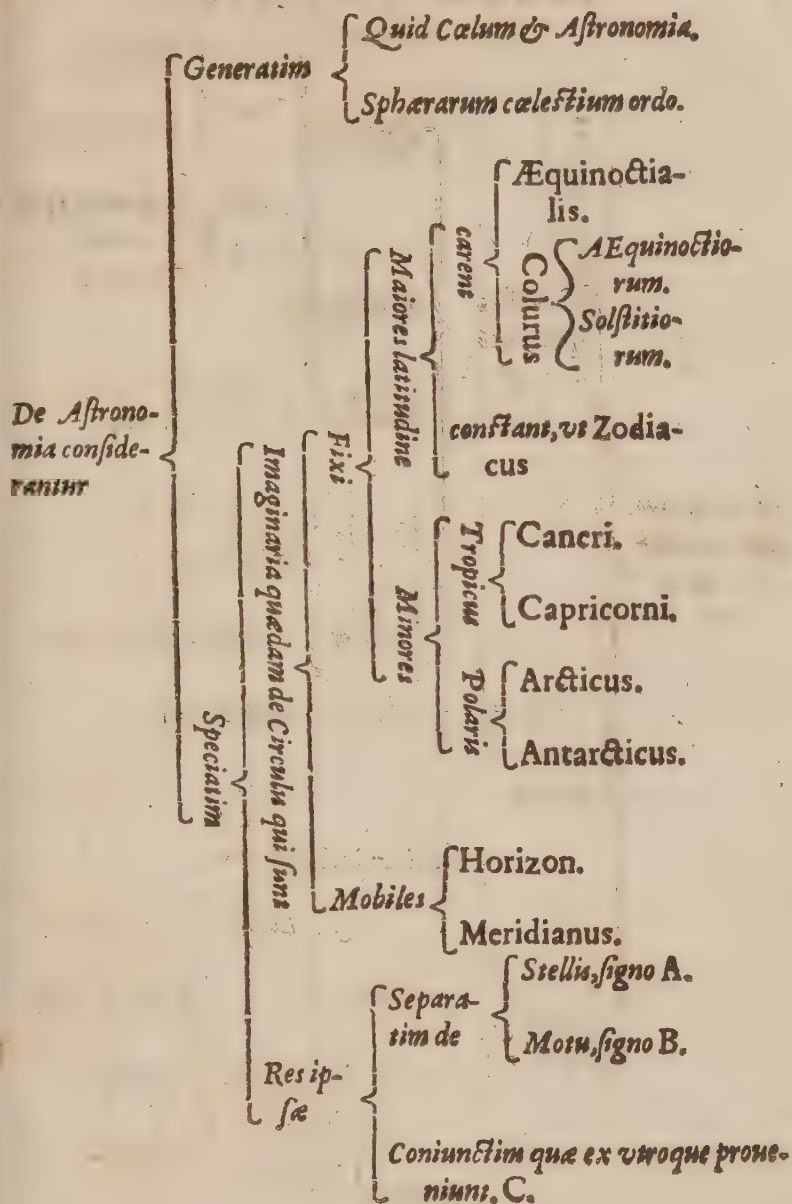 De Aſtrono-
mia conſide-
rantur
Generatim
Quid Cœlum & Aſtronomia.
Sphærarum cœleſtium ordo.
Speciatim
Imaginaria quædam de Circulis qui ſunt
Fixi
Maiores latitudine
carent
Æquinoctia-
lis.
Colurus
AEquinoctio-
rum.
Solſtitio-
rum.
conſtant, vt Zodia-
cus
Minores
Tropicus
Cancri.
Capricorni.
Polaris
Arcticus.
Antarcticus.
Mobiles
Horizon.
Meridianus.
Res ip-
ſæ
Separa-
tim de
Stellis, ſigno A.
Motu, ſigno B.
Coniunctim quæ ex vtroque proue-
niunt. C.